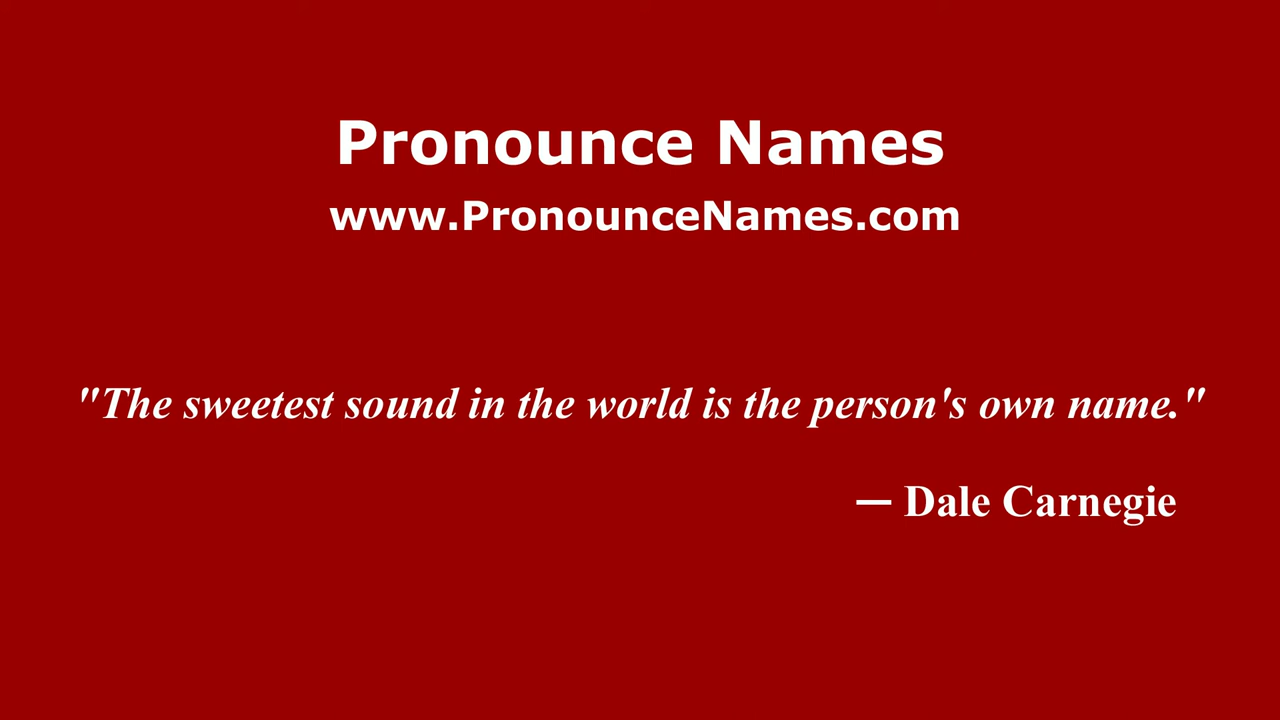 Pronounce Names
www.PronounceNames.com
"The sweetest sound in the world is the person's own name."
— Dale Carnegie